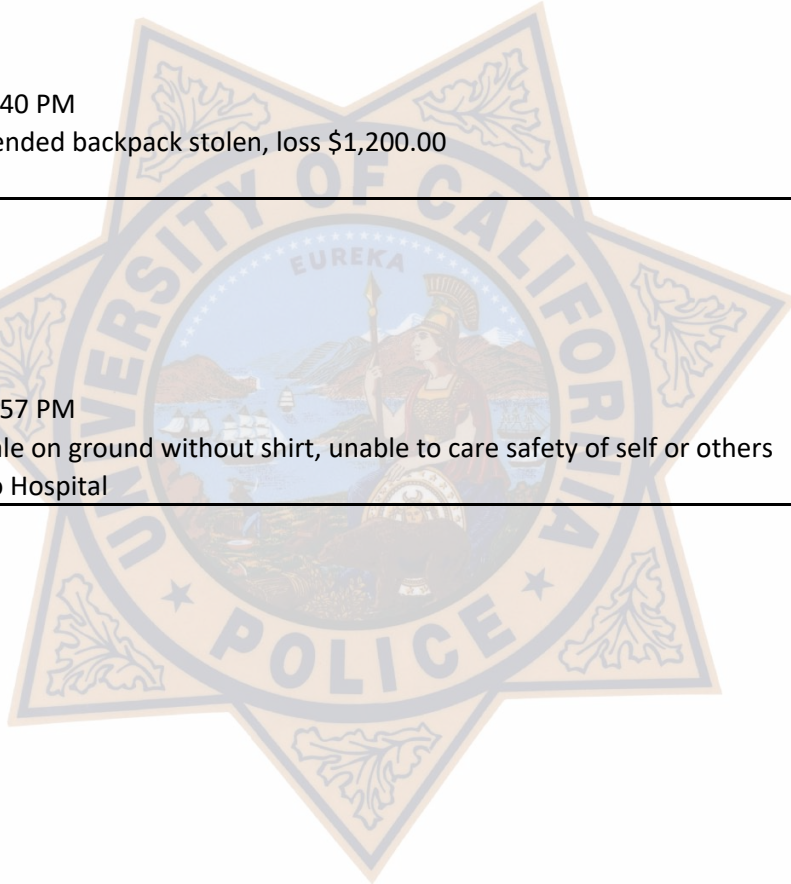 40 PM
ended backpack stolen, loss $1,200.00
UNIVERSITY OF CALIFORNIA
EUREKA
57 PM
ale on ground without shirt, unable to care safety of self or others
o Hospital
POLICE